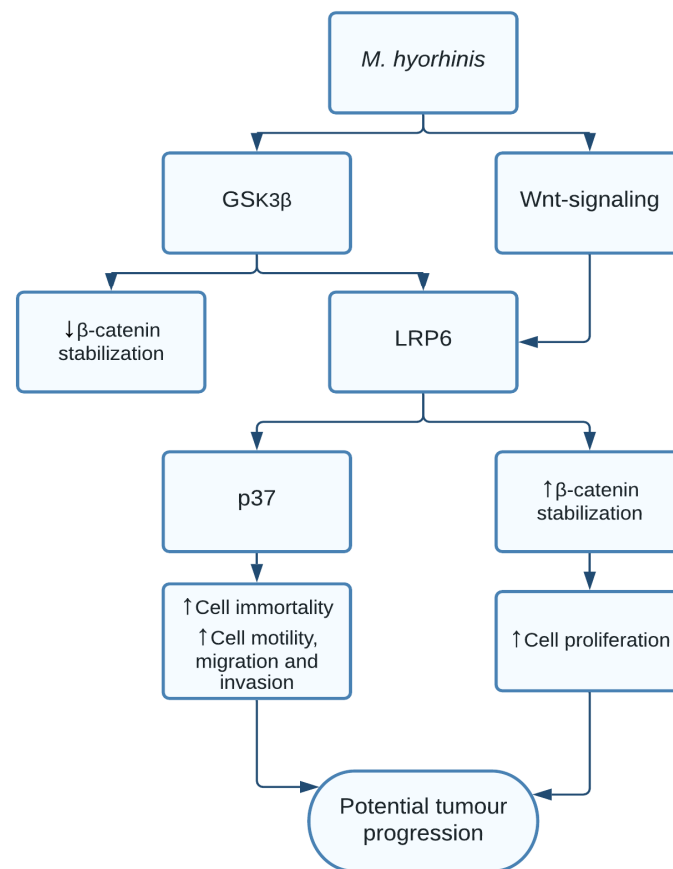 M. hyorhinis
GSK3β
Wnt-signaling
↓β-catenin
stabilization
LRP6
p37
↑β-catenin
stabilization
↑Cell immortality
↑Cell motility,
migration and
invasion
↑Cell proliferation
Potential tumour
progression